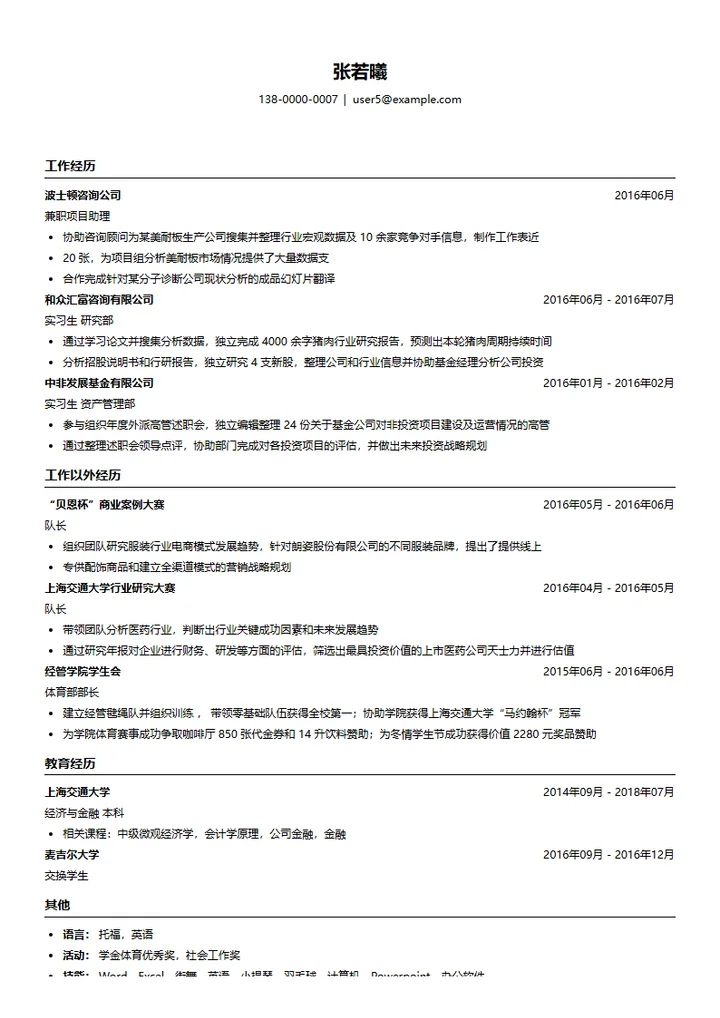 张若曦
138-0000-0007 | user5@example.com
工作经历
波士顿咨询公司 2016年06月
兼职项目助理
• 协助咨询顾问为某美耐板生产公司搜集并整理行业宏观数据及 10 余家竞争对手信息，制作工作表近
• 20 张，为项目组分析美耐板市场情况提供了大量数据支
• 合作完成针对某分子诊断公司现状分析的成品幻灯片翻译
和众汇富咨询有限公司 2016年06月 - 2016年07月
实习生 研究部
• 通过学习论文并搜集分析数据，独立完成 4000 余字猪肉行业研究报告，预测出本轮猪肉周期持续时间
• 分析招股说明书和行研报告，独立研究 4 支新股，整理公司和行业信息并协助基金经理分析公司投资
中非发展基金有限公司 2016年01月 - 2016年02月
实习生 资产管理部
• 参与组织年度外派高管述职会，独立编辑整理 24 份关于基金公司对非投资项目建设及运营情况的高管
• 通过整理述职会领导点评，协助部门完成对各投资项目的评估，并做出未来投资战略规划
工作以外经历
“贝恩杯”商业案例大赛 2016年05月 - 2016年06月
队长
• 组织团队研究服装行业电商模式发展趋势，针对朗姿股份有限公司的不同服装品牌，提出了提供线上
• 专供配饰商品和建立全渠道模式的营销战略规划
上海交通大学行业研究大赛 2016年04月 - 2016年05月
队长
• 带领团队分析医药行业，判断出行业关键成功因素和未来发展趋势
• 通过研究年报对企业进行财务、研发等方面的评估，筛选出最具投资价值的上市医药公司天士力并进行估值
经管学院学生会 2015年06月 - 2016年06月
体育部部长
• 建立经管毽绳队并组织训练 ， 带领零基础队伍获得全校第一；协助学院获得上海交通大学“马约翰杯”冠军
• 为学院体育赛事成功争取咖啡厅 850 张代金券和 14 升饮料赞助；为冬情学生节成功获得价值 2280 元奖品赞助
教育经历
上海交通大学 2014年09月 - 2018年07月
经济与金融 本科
• 相关课程：中级微观经济学，会计学原理，公司金融，金融
麦吉尔大学 2016年09月 - 2016年12月
交换学生
其他
• 语言： 托福，英语
• 活动： 学金体育优秀奖，社会工作奖
• 技能： Word，Excel，街舞，英语，小提琴，羽毛球，计算机，Powerpoint，办公软件